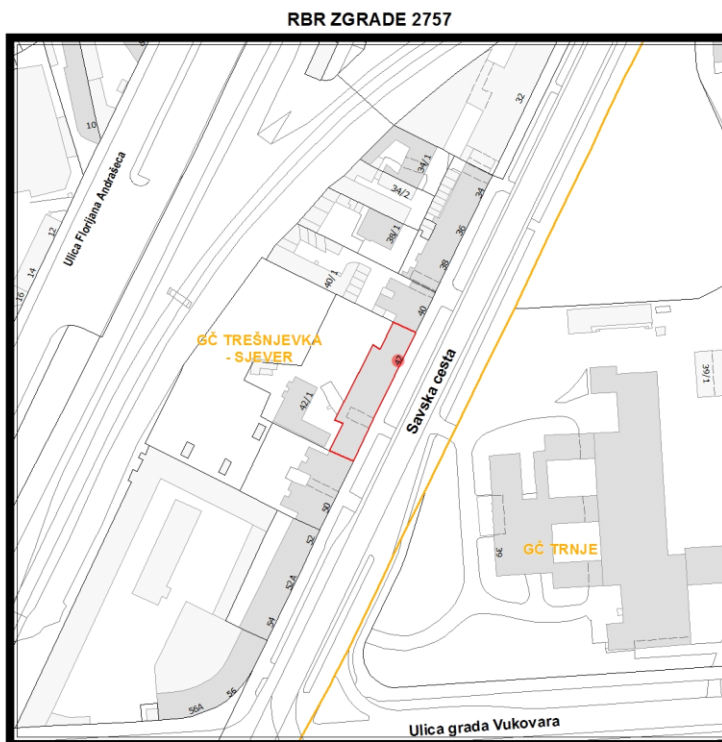 RBR ZGRADE 2757
10
32
Ulica Florijana Andrašeca
34/1
34/2
34
12
38/1
36
14
38
40/1
16
40
GČ TREŠNJEVKA
- SJEVER
42
Savska cesta
39/1
42/1
50
52
39
GČ TRNJE
52A
54
56
56A
Ulica grada Vukovara